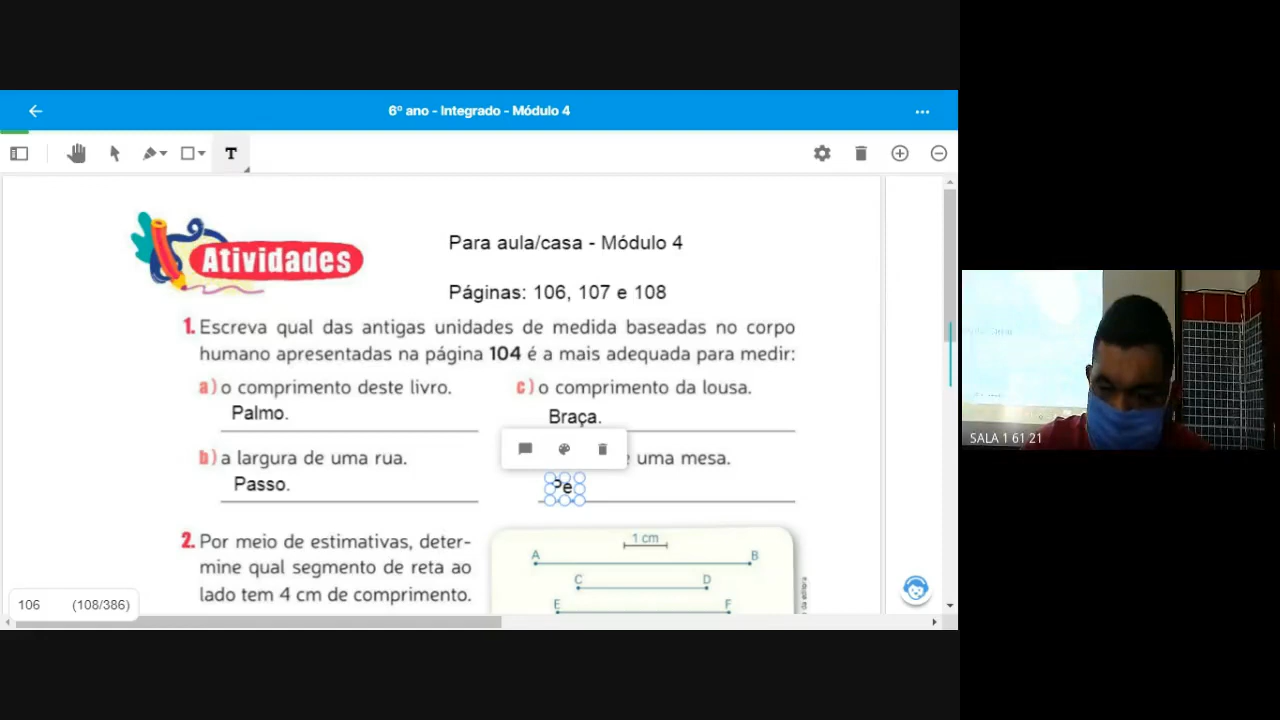 6º ano - Integrado - Módulo 4
T
Atividades
Para aula/casa - Módulo 4
Páginas: 106, 107 e 108
1. Escreva qual das antigas unidades de medida baseadas no corpo
humano apresentadas na página 104 é a mais adequada para medir:
a) o comprimento deste livro.
Palmo.
c) o comprimento da lousa.
Braça.
b) a largura de uma rua.
Passo.
uma mesa.
Pé
2. Por meio de estimativas, deter-
mine qual segmento de reta ao
lado tem 4 cm de comprimento.
1 cm
A B
C D
E F
da editora
106 (108/386)
SALA 1 61 21